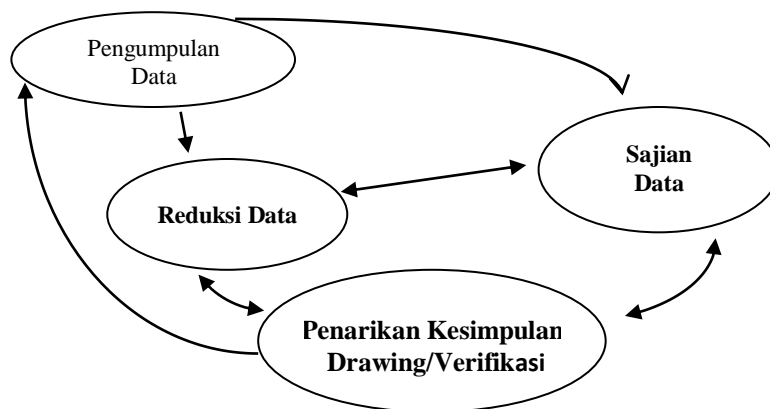 Pengumpulan
Data
Sajian
Data
Reduksi Data
Penarikan Kesimpulan
Drawing/Verifikasi